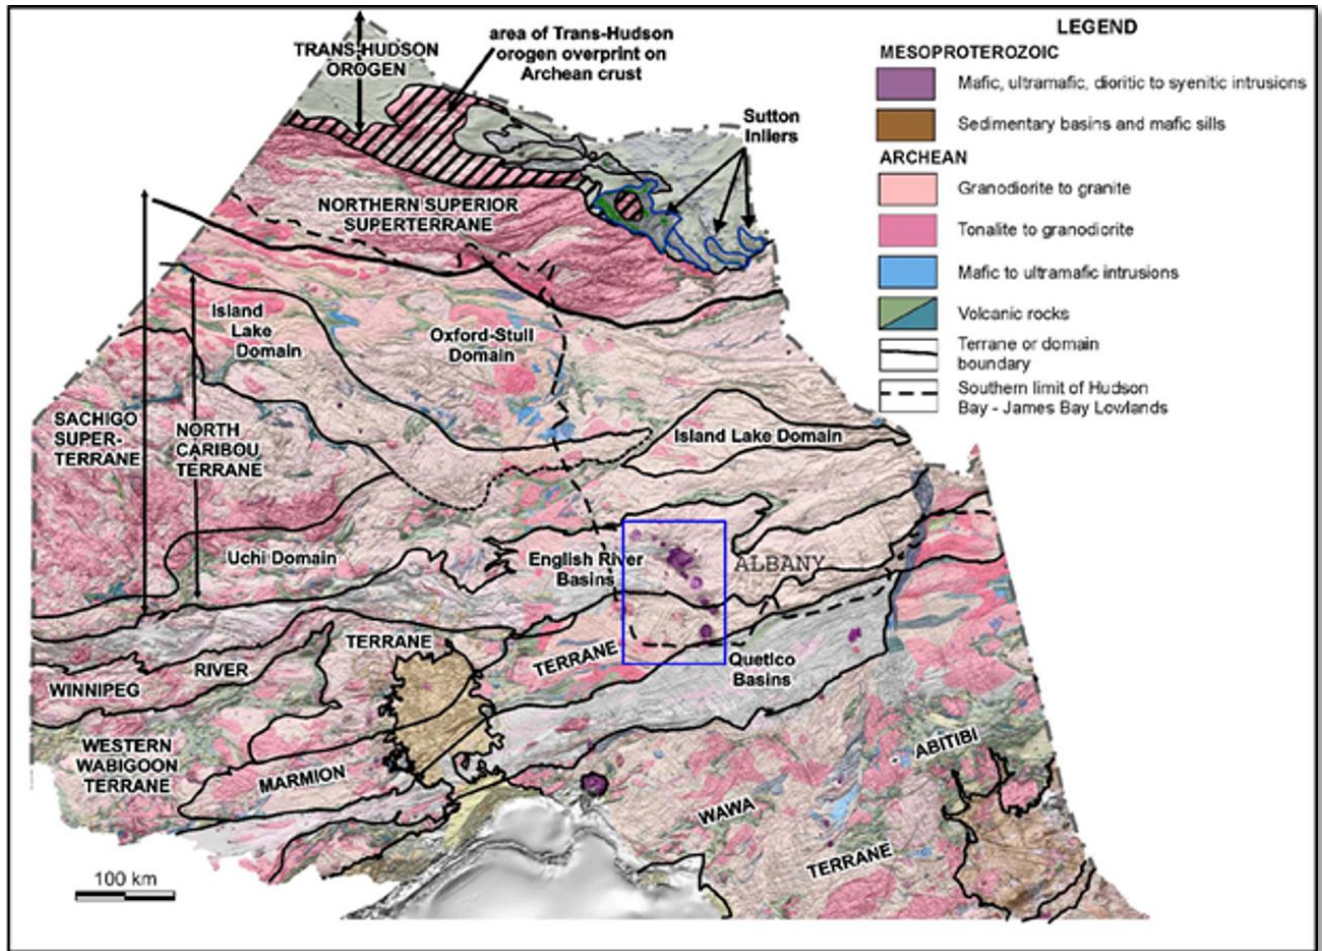 TRANS-HUDSON
OROGEN
area of Trans-Hudson
orogen overprint on
Archean crust
Sutton
Inliers
NORTHERN SUPERIOR
SUPERTERRANE
Island
Lake
Domain
Oxford-Stull
Domain
SACHIGO
SUPER-
TERRANE
NORTH
CARIBOU
TERRANE
Island Lake Domain
Uchi Domain
English River
Basins
ALBANY
TERRANE
TERRANE
RIVER
WINNIPEG
Quetico
Basins
WESTERN
WABIGOON
TERRANE
MARMION
ABITIBI
WAWA
TERRANE
100 km
LEGEND
MESOPROTEROZOIC
Mafic, ultramafic, dioritic to syenitic intrusions
Sedimentary basins and mafic sills
ARCHEAN
Granodiorite to granite
Tonalite to granodiorite
Mafic to ultramafic intrusions
Volcanic rocks
Terrane or domain
boundary
Southern limit of Hudson
Bay - James Bay Lowlands